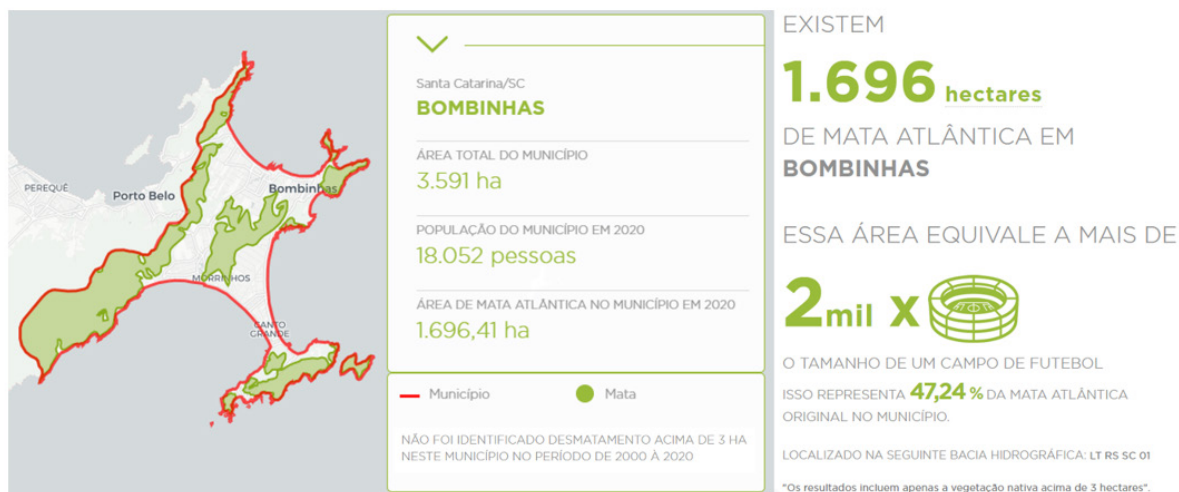 PEREQUÊ
Porto Belo
Bombinhas
MORRINHOS
CANTO
GRANDE
Santa Catarina/SC
BOMBINHAS
ÁREA TOTAL DO MUNICÍPIO
3.591 ha
POPULAÇÃO DO MUNICÍPIO EM 2020
18.052 pessoas
ÁREA DE MATA ATLÂNTICA NO MUNICÍPIO EM 2020
1.696,41 ha
Município
Mata
NÃO FOI IDENTIFICADO DESMATAMENTO ACIMA DE 3 HA
NESTE MUNICÍPIO NO PERÍODO DE 2000 À 2020
EXISTEM
1.696 hectares
DE MATA ATLÂNTICA EM
BOMBINHAS
ESSA ÁREA EQUIVALE A MAIS DE
2mil X
O TAMANHO DE UM CAMPO DE FUTEBOL
ISSO REPRESENTA 47,24 % DA MATA ATLÂNTICA
ORIGINAL NO MUNICÍPIO.
LOCALIZADO NA SEGUINTE BACIA HIDROGRÁFICA: LT RS SC 01
"Os resultados incluem apenas a vegetação nativa acima de 3 hectares".